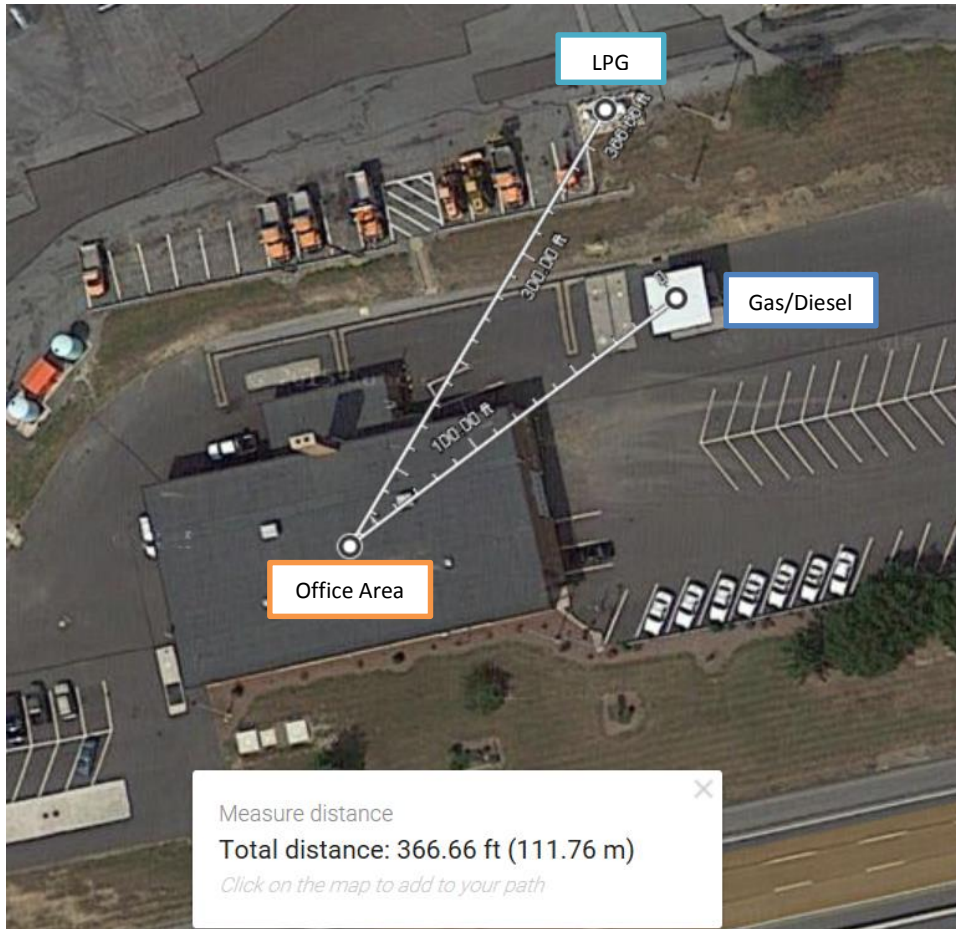 LPG
366.66 ft
300.00 ft
Gas/Diesel
100.00 ft
Office Area
Measure distance
Total distance: 366.66 ft (111.76 m)
Click on the map to add to your path